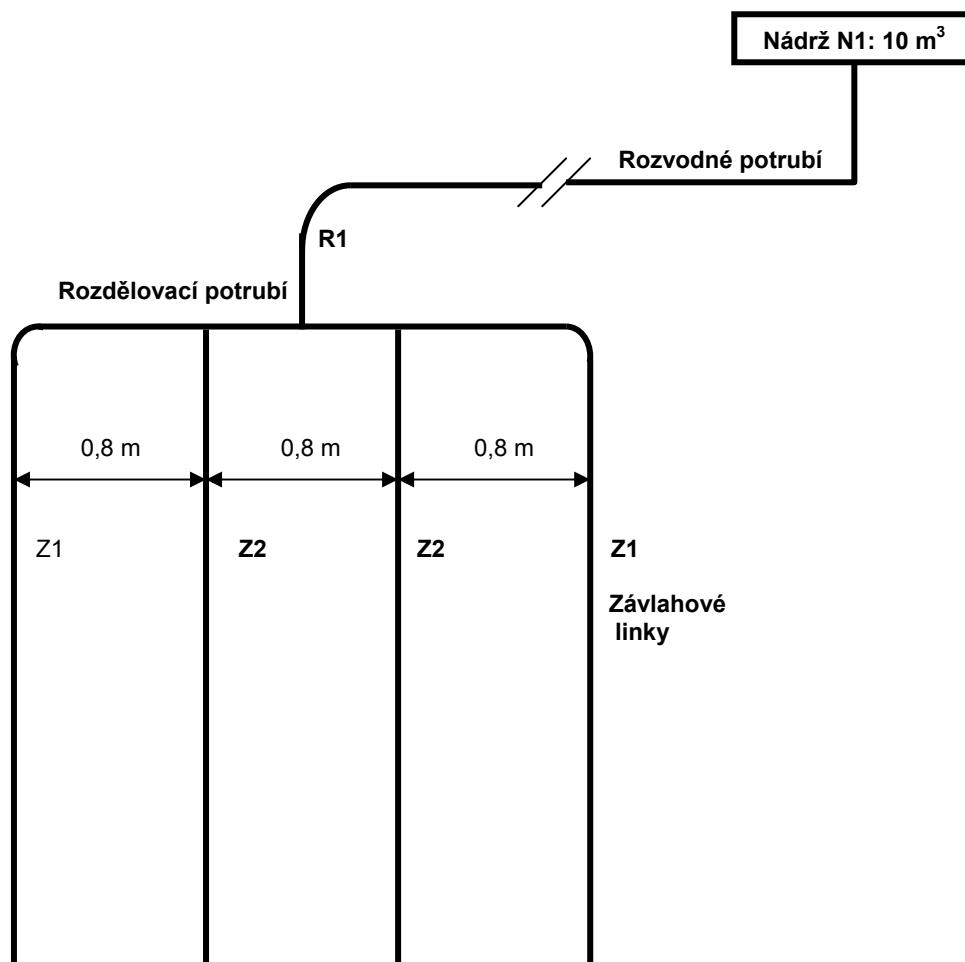 Nádrž N1: 10 m³
Rozvodné potrubí
R1
Rozdělovací potrubí
0,8 m
0,8 m
0,8 m
Z1
Z2
Z2
Z1
Závlahové
linky